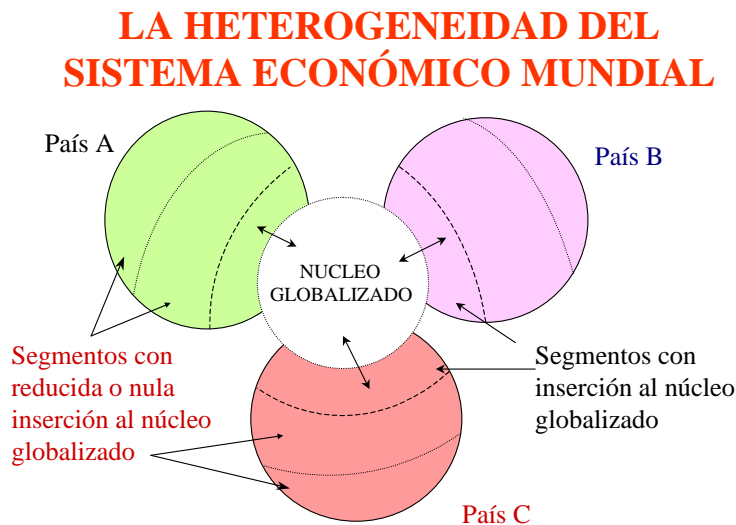 LA HETEROGENEIDAD DEL
SISTEMA ECONÓMICO MUNDIAL
País A
País B
NUCLEO
GLOBALIZADO
Segmentos con
reducida o nula
inserción al núcleo
globalizado
Segmentos con
inserción al núcleo
globalizado
País C